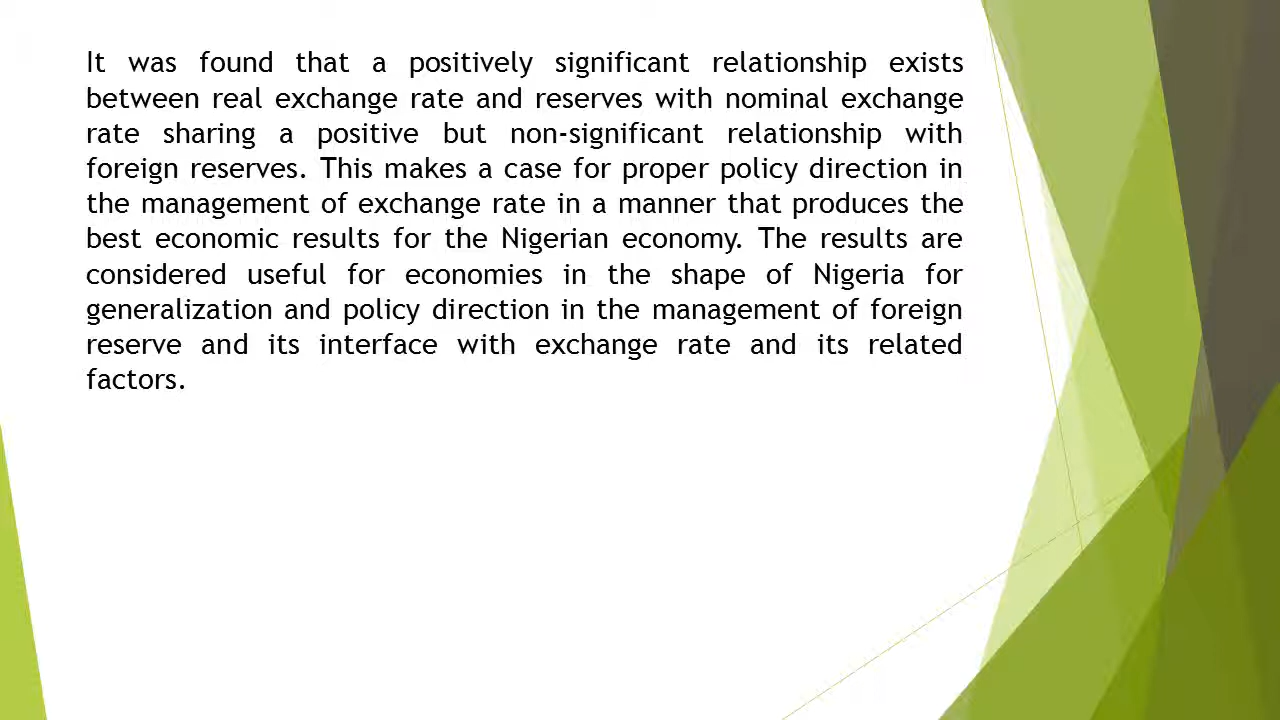 It was found that a positively significant relationship exists
between real exchange rate and reserves with nominal exchange
rate sharing a positive but non-significant relationship with
foreign reserves. This makes a case for proper policy direction in
the management of exchange rate in a manner that produces the
best economic results for the Nigerian economy. The results are
considered useful for economies in the shape of Nigeria for
generalization and policy direction in the management of foreign
reserve and its interface with exchange rate and its related
factors.